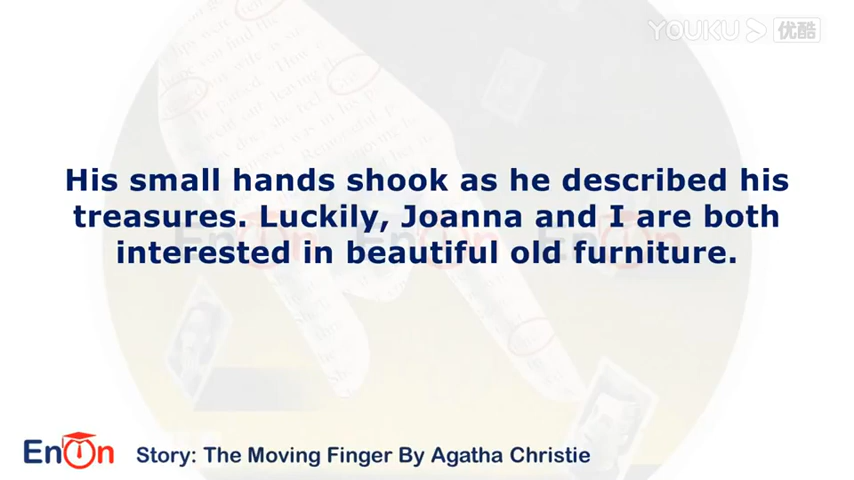 YOUKU 优酷
His small hands shook as he described his
treasures. Luckily, Joanna and I are both
interested in beautiful old furniture.
EnOn
Story: The Moving Finger By Agatha Christie